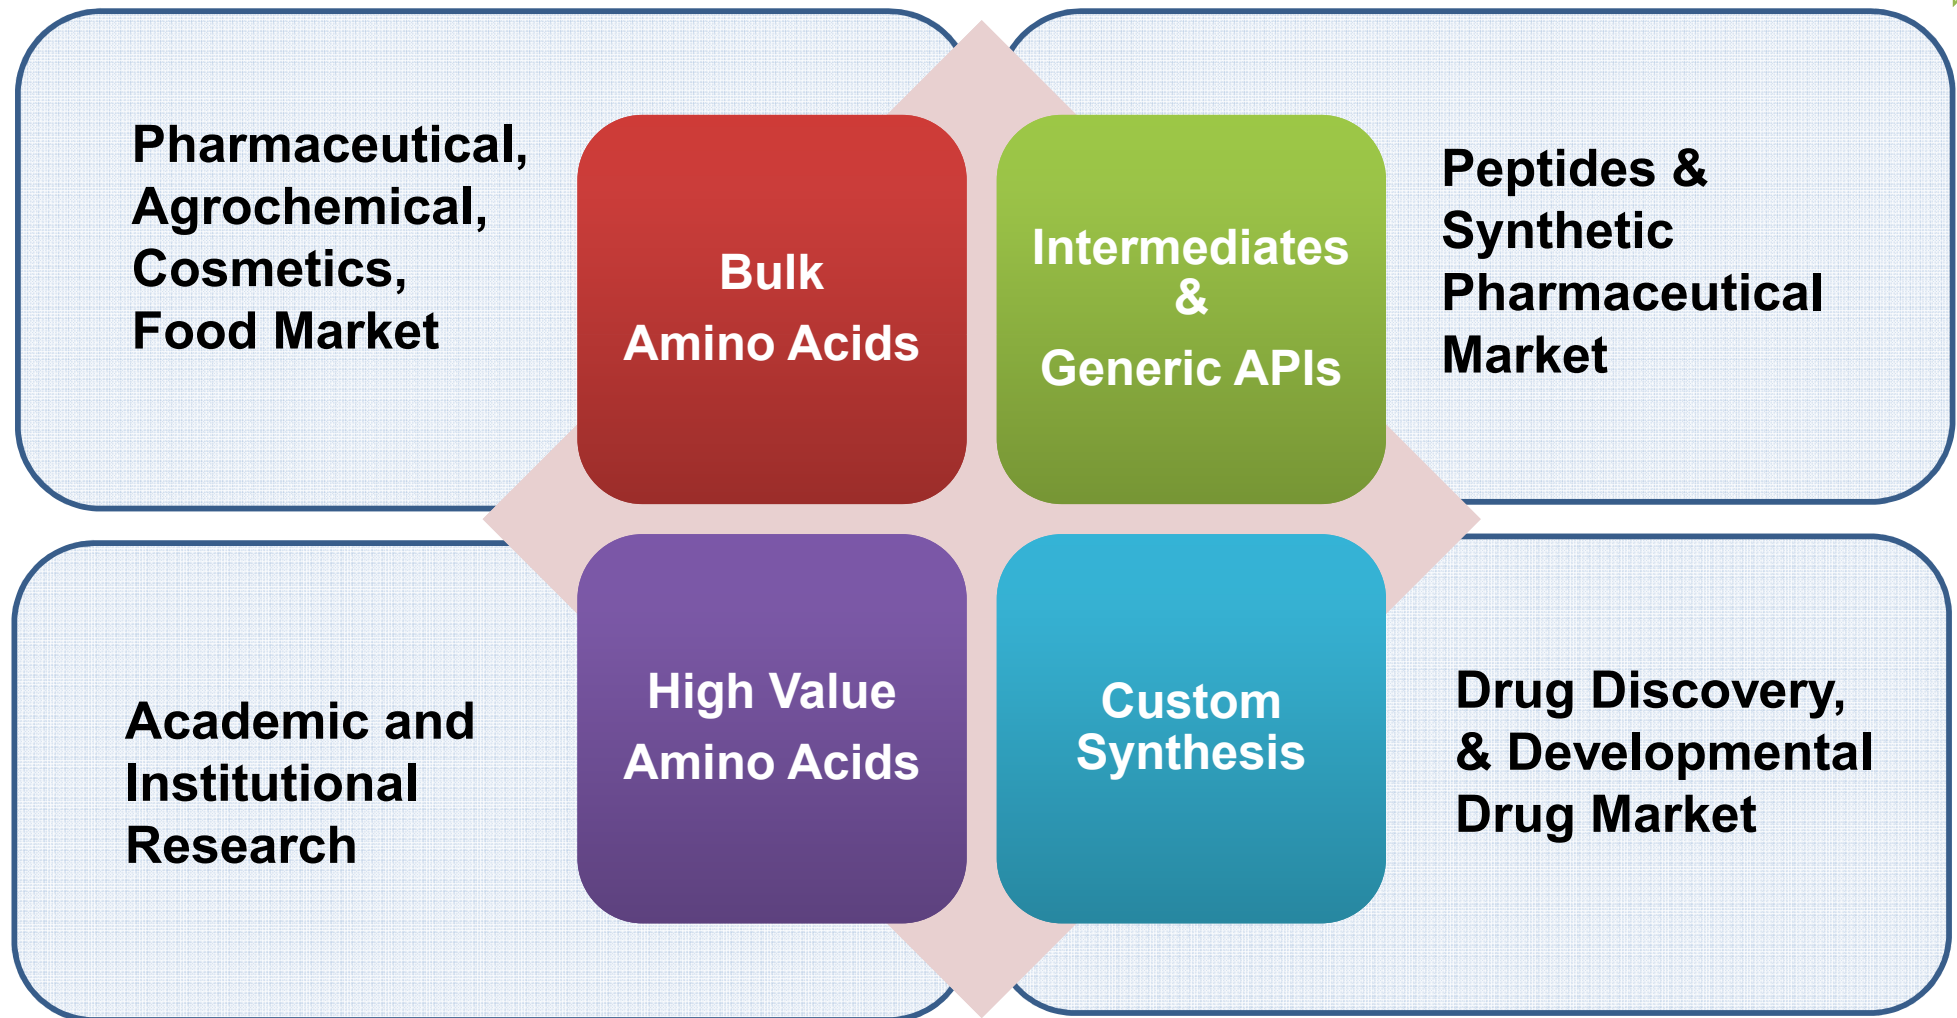 Pharmaceutical,
Agrochemical,
Cosmetics,
Food Market
Bulk
Amino Acids
Intermediates
&
Generic APIs
Peptides &
Synthetic
Pharmaceutical
Market
Academic and
Institutional
Research
High Value
Amino Acids
Custom
Synthesis
Drug Discovery,
& Developmental
Drug Market